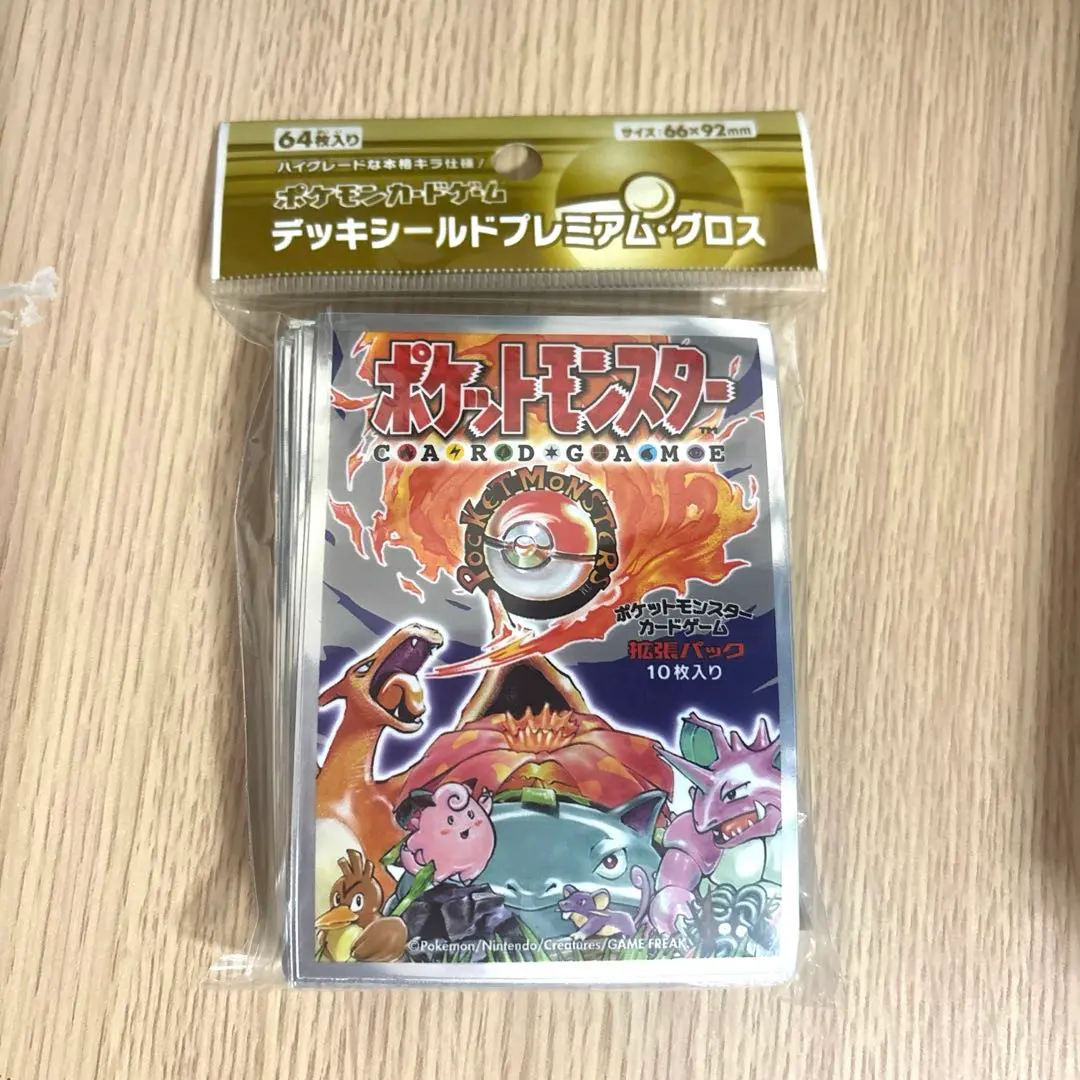 64枚入り
サイズ:66×92mm
ハイグレードな本格キラ仕様!
ポケモンカードゲーム
デッキシールドプレミアム・グロス
ポケットモンスター
TM
CARD GAME
POCKET MONSTERS
ポケットモンスター
カードゲーム
拡張パック
10枚入り
©Pokémon/Nintendo/Creatures/GAME FREAK